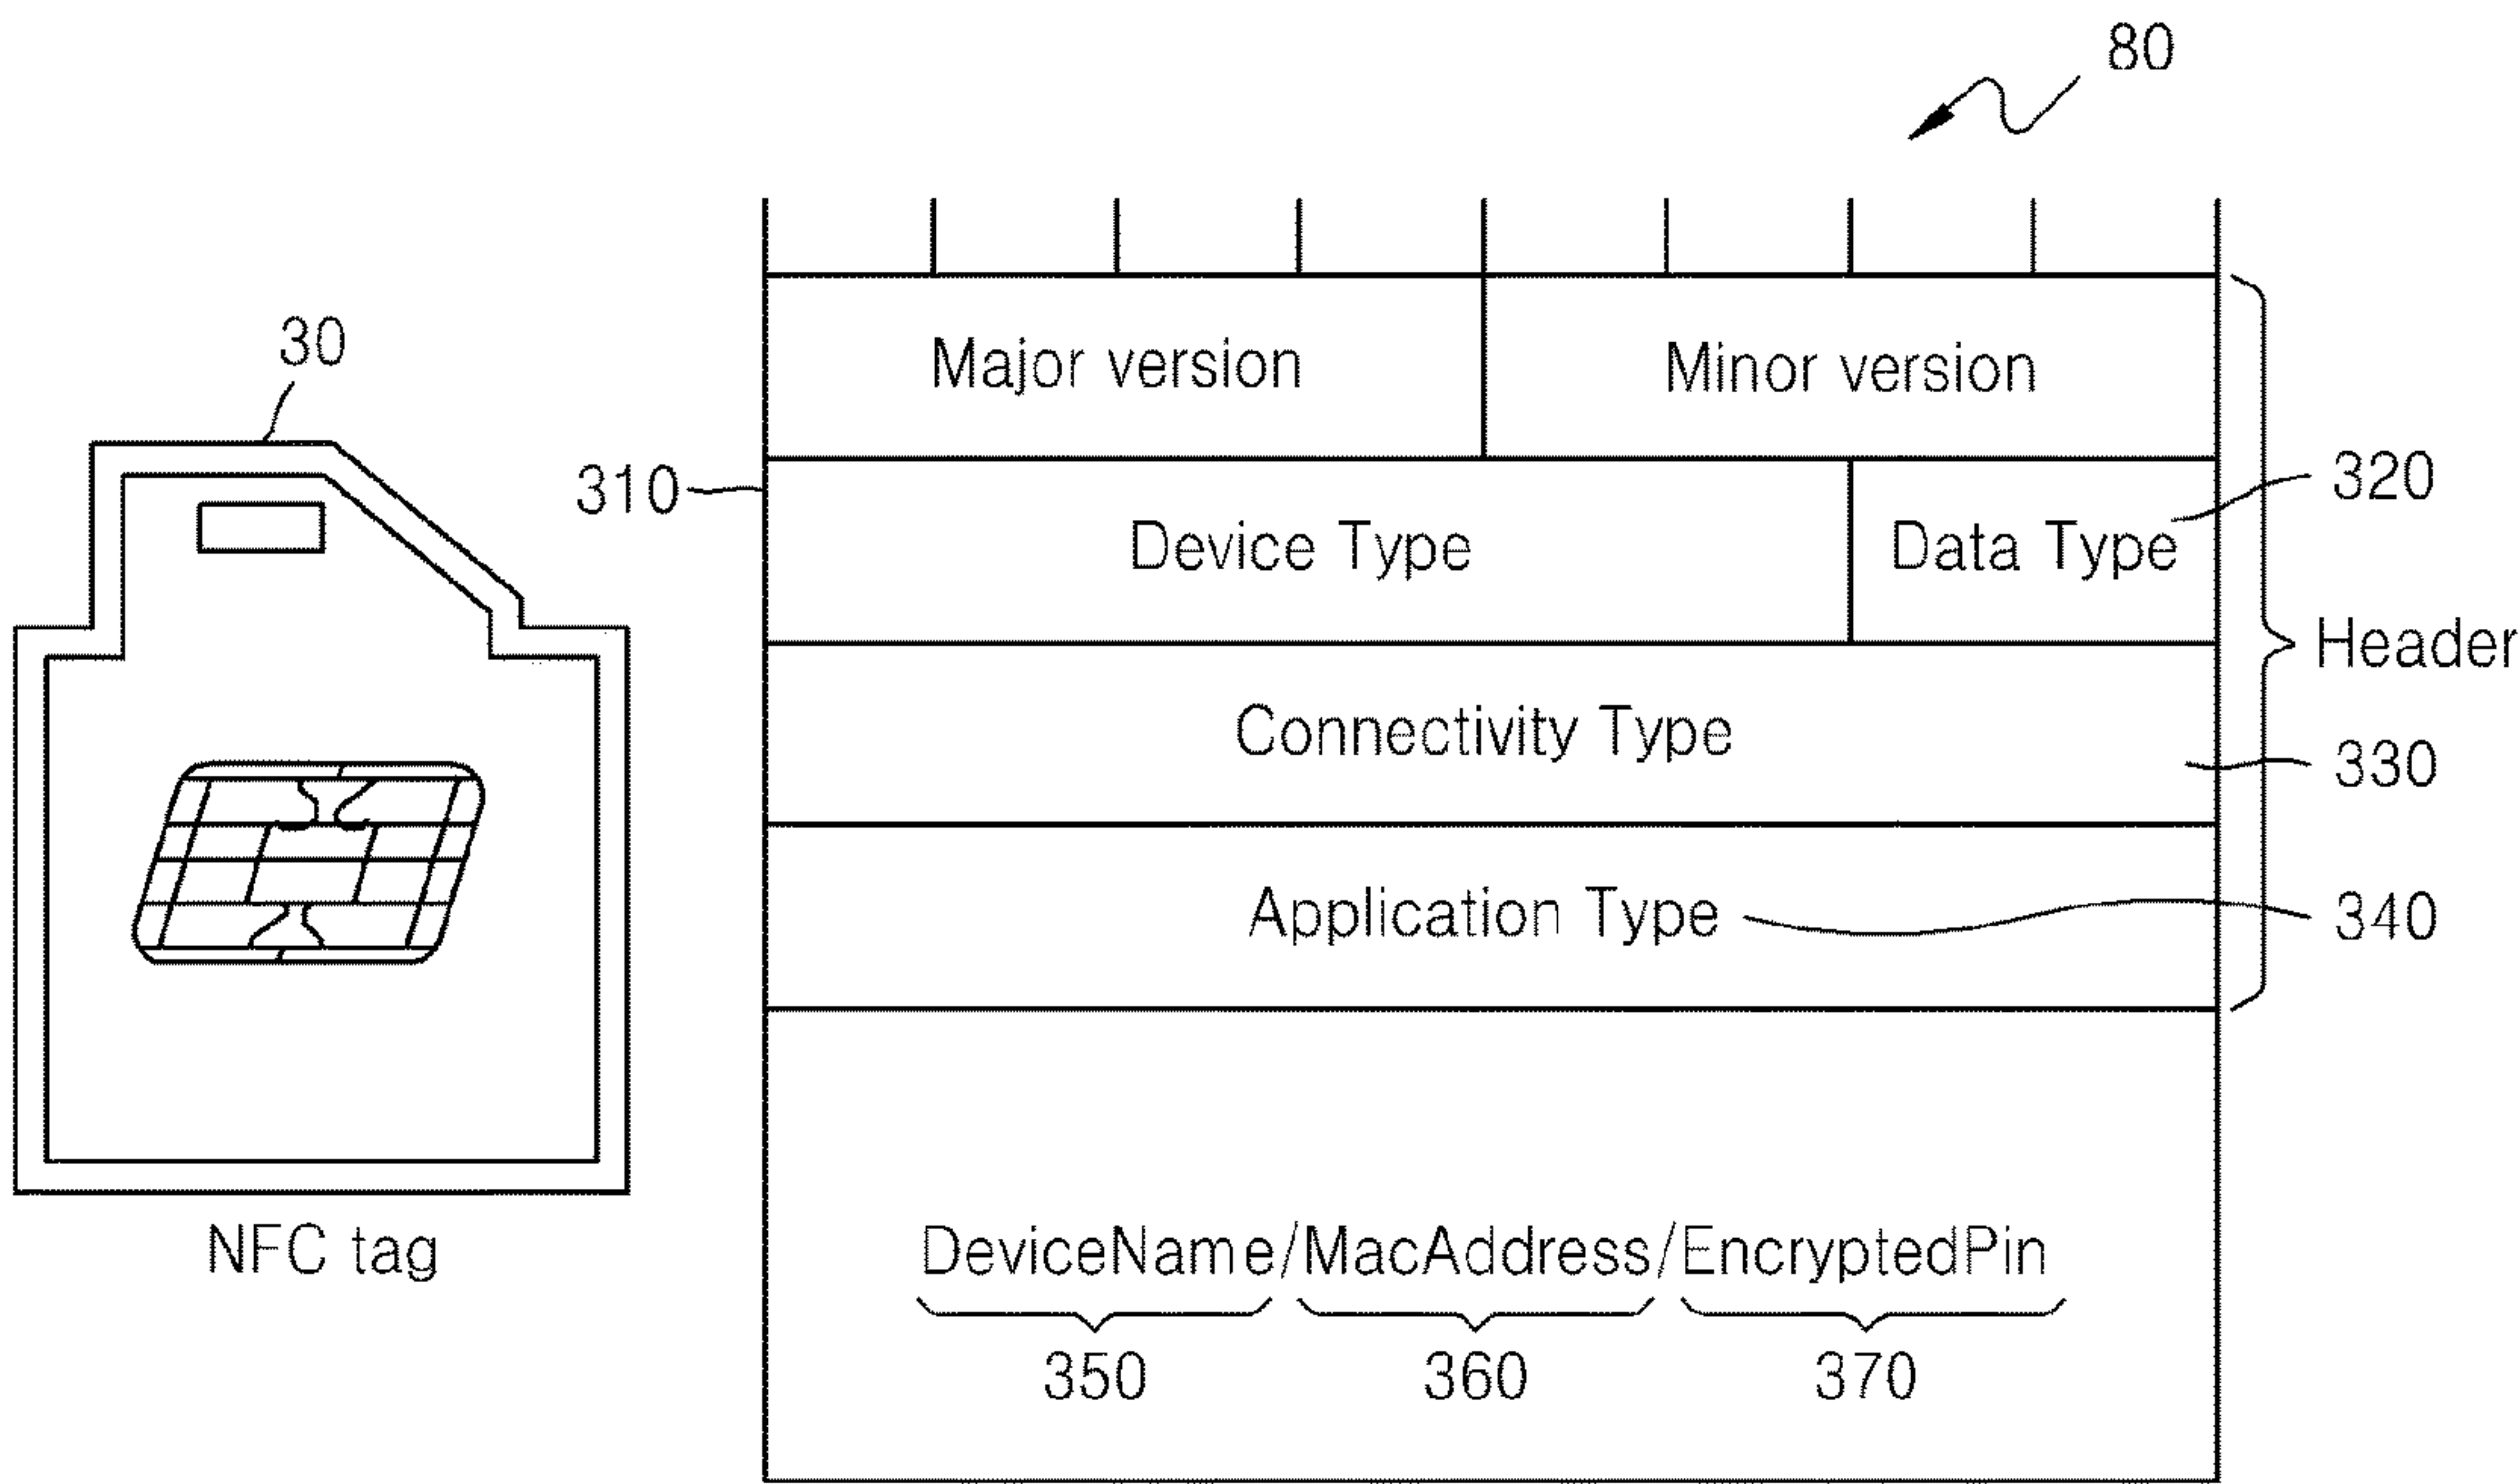 80
30
Major version Minor version
310
320
Device Type Data Type
Header
Connectivity Type
330
Application Type
340
NFC tag
DeviceName/MacAddress/EncryptedPin
350 360 370